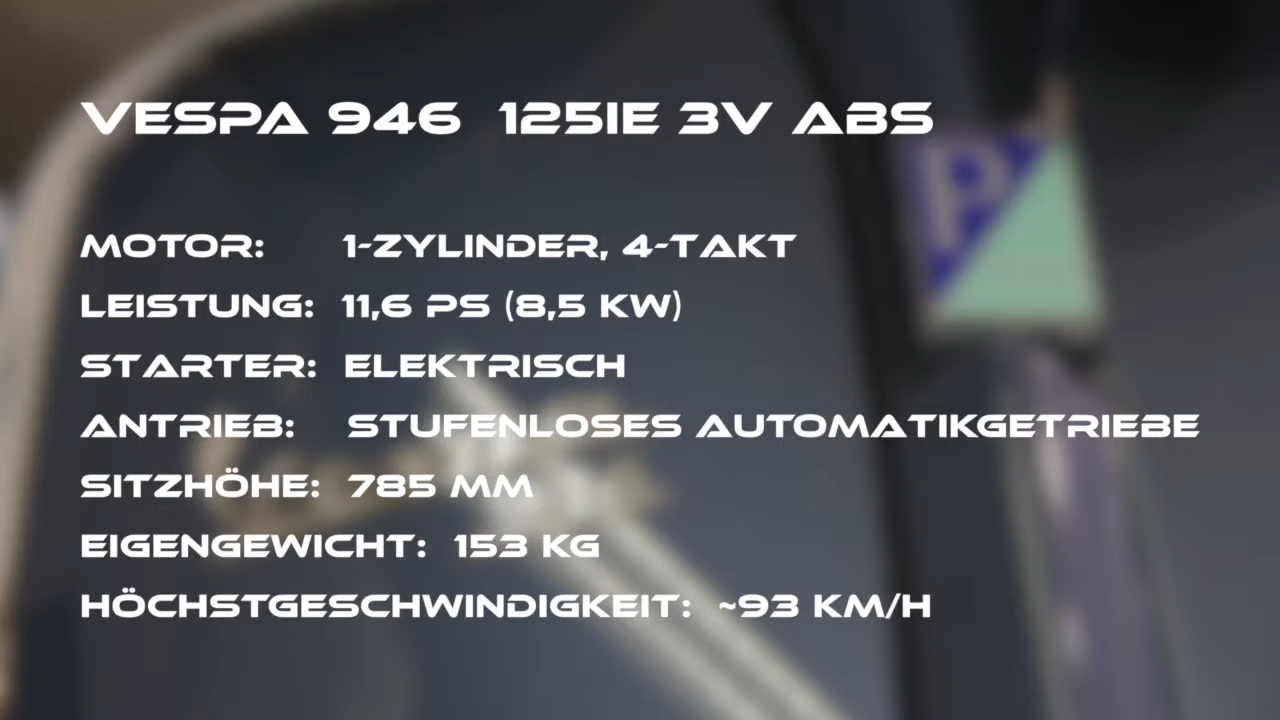 VESPA 946 125IE 3V ABS
MOTOR: 1-ZYLINDER, 4-TAKT
LEISTUNG: 11,6 PS (8,5 KW)
STARTER: ELEKTRISCH
ANTRIEB: STUFENLOSES AUTOMATIKGETRIEBE
SITZHÖHE: 785 MM
EIGENGEWICHT: 153 KG
HÖCHSTGESCHWINDIGKEIT: ~93 KM/H
P